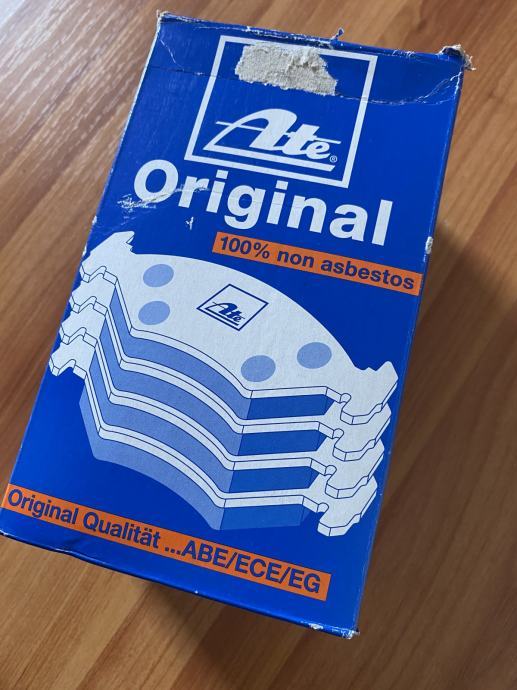 Ate®
Original
100% non asbestos
Ate
Original Qualität ...ABE/ECE/EG